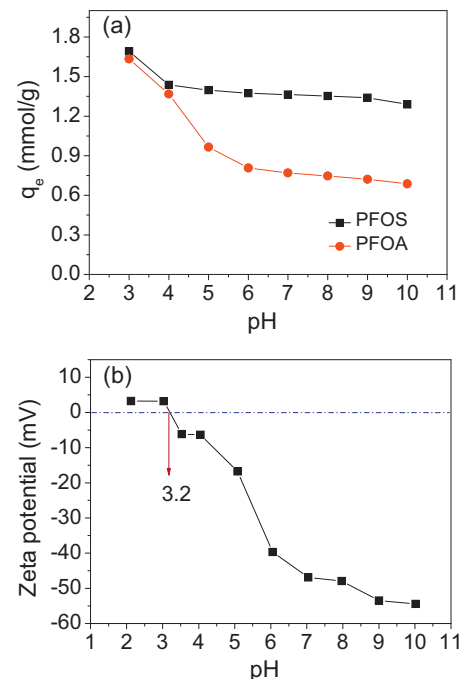 (a)
1.8
1.5
1.2
0.9
0.6
0.3
0.0
qe (mmol/g)
PFOS
PFOA
2 3 4 5 6 7 8 9 10 11
pH
(b)
10
0
-10
-20
-30
-40
-50
-60
Zeta potential (mV)
3.2
1 2 3 4 5 6 7 8 9 10 11
pH